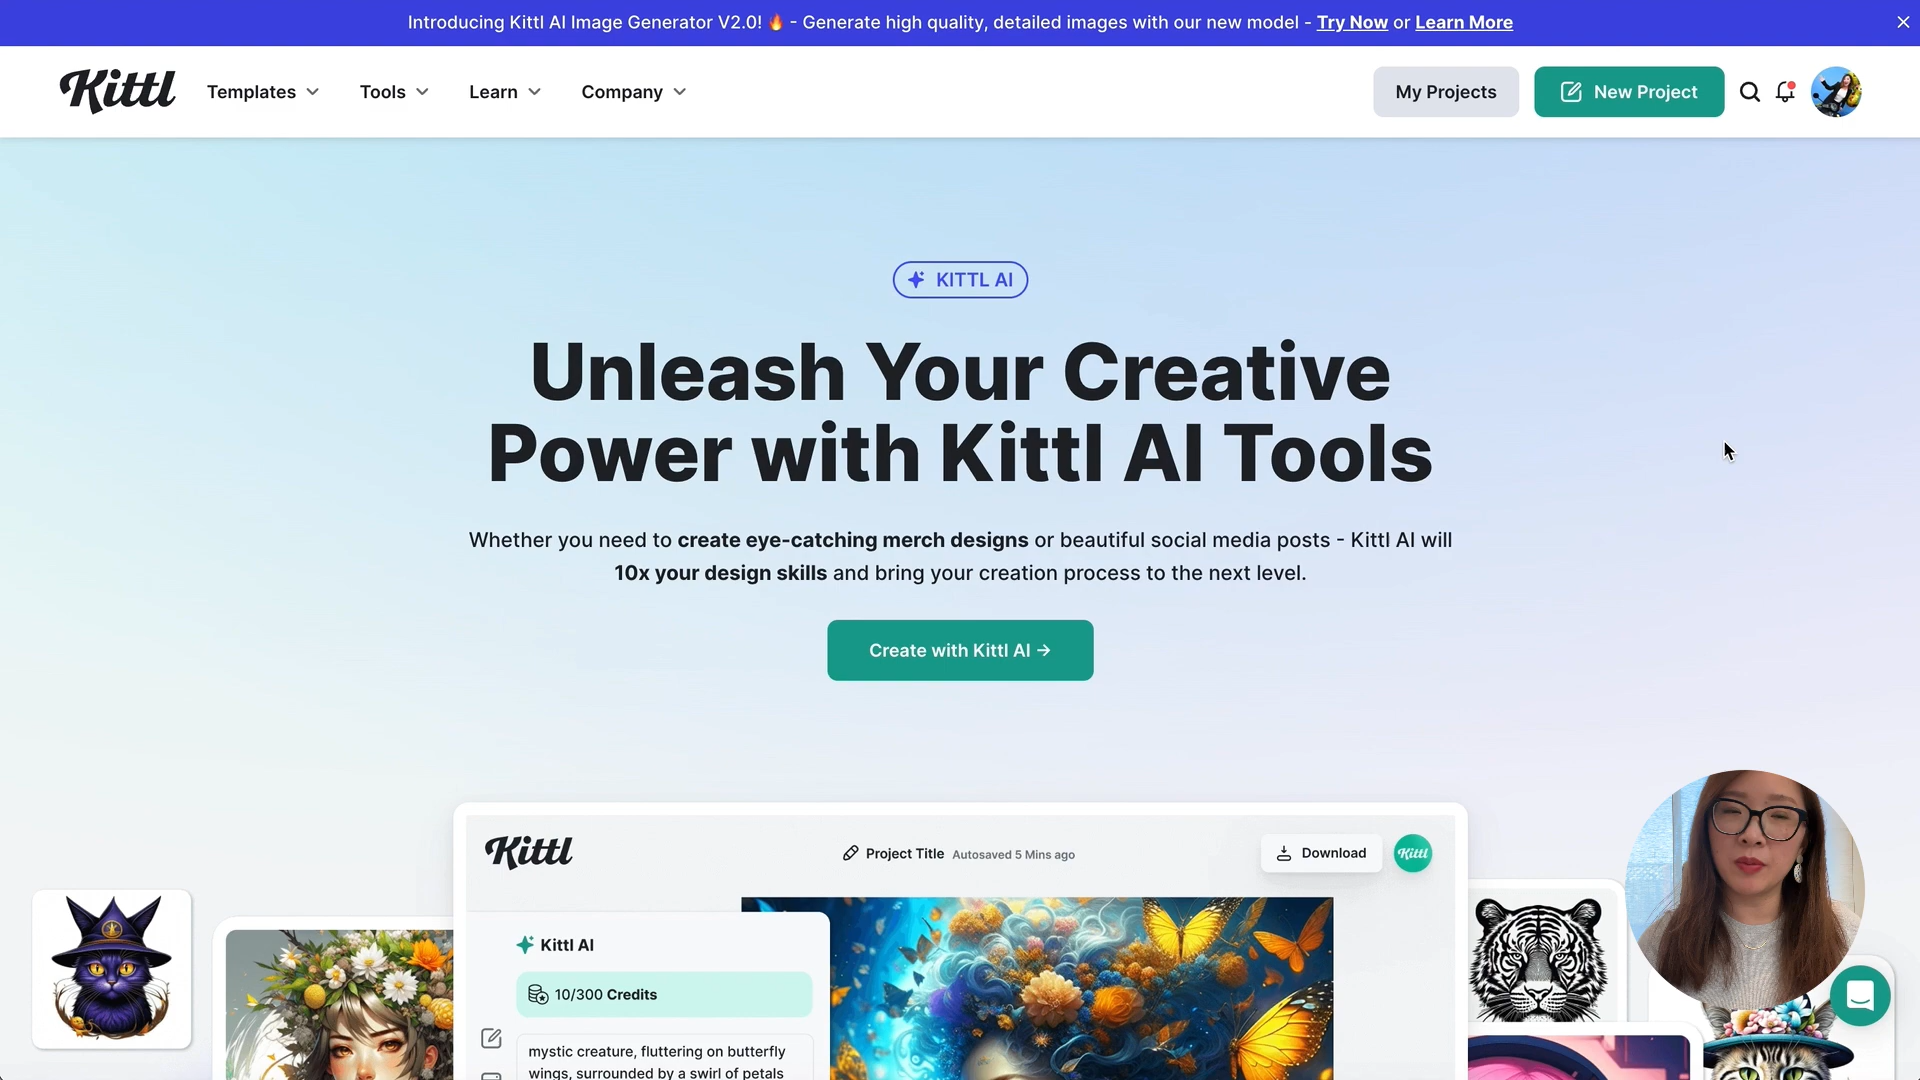 Introducing Kittl AI Image Generator V2.0! 🔥 - Generate high quality, detailed images with our new model - Try Now or Learn More
Kittl
Templates
Tools
Learn
Company
My Projects
New Project
KITTL AI
Unleash Your Creative
Power with Kittl AI Tools
Whether you need to create eye-catching merch designs or beautiful social media posts - Kittl AI will
10x your design skills and bring your creation process to the next level.
Create with Kittl AI →
Kittl
Project Title Autosaved 5 Mins ago
Download
Kittl
Kittl AI
10/300 Credits
mystic creature, fluttering on butterfly
wings, surrounded by a swirl of petals